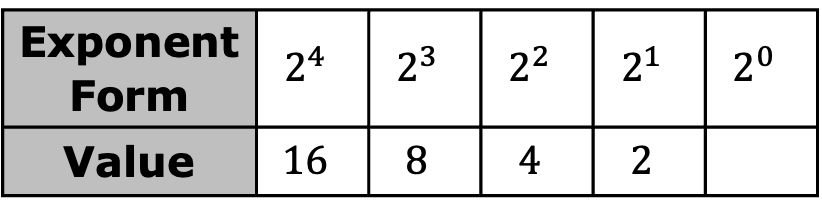 Exponent Form 2⁴ 2³ 2² 2¹ 2⁰
Value 16 8 4 2